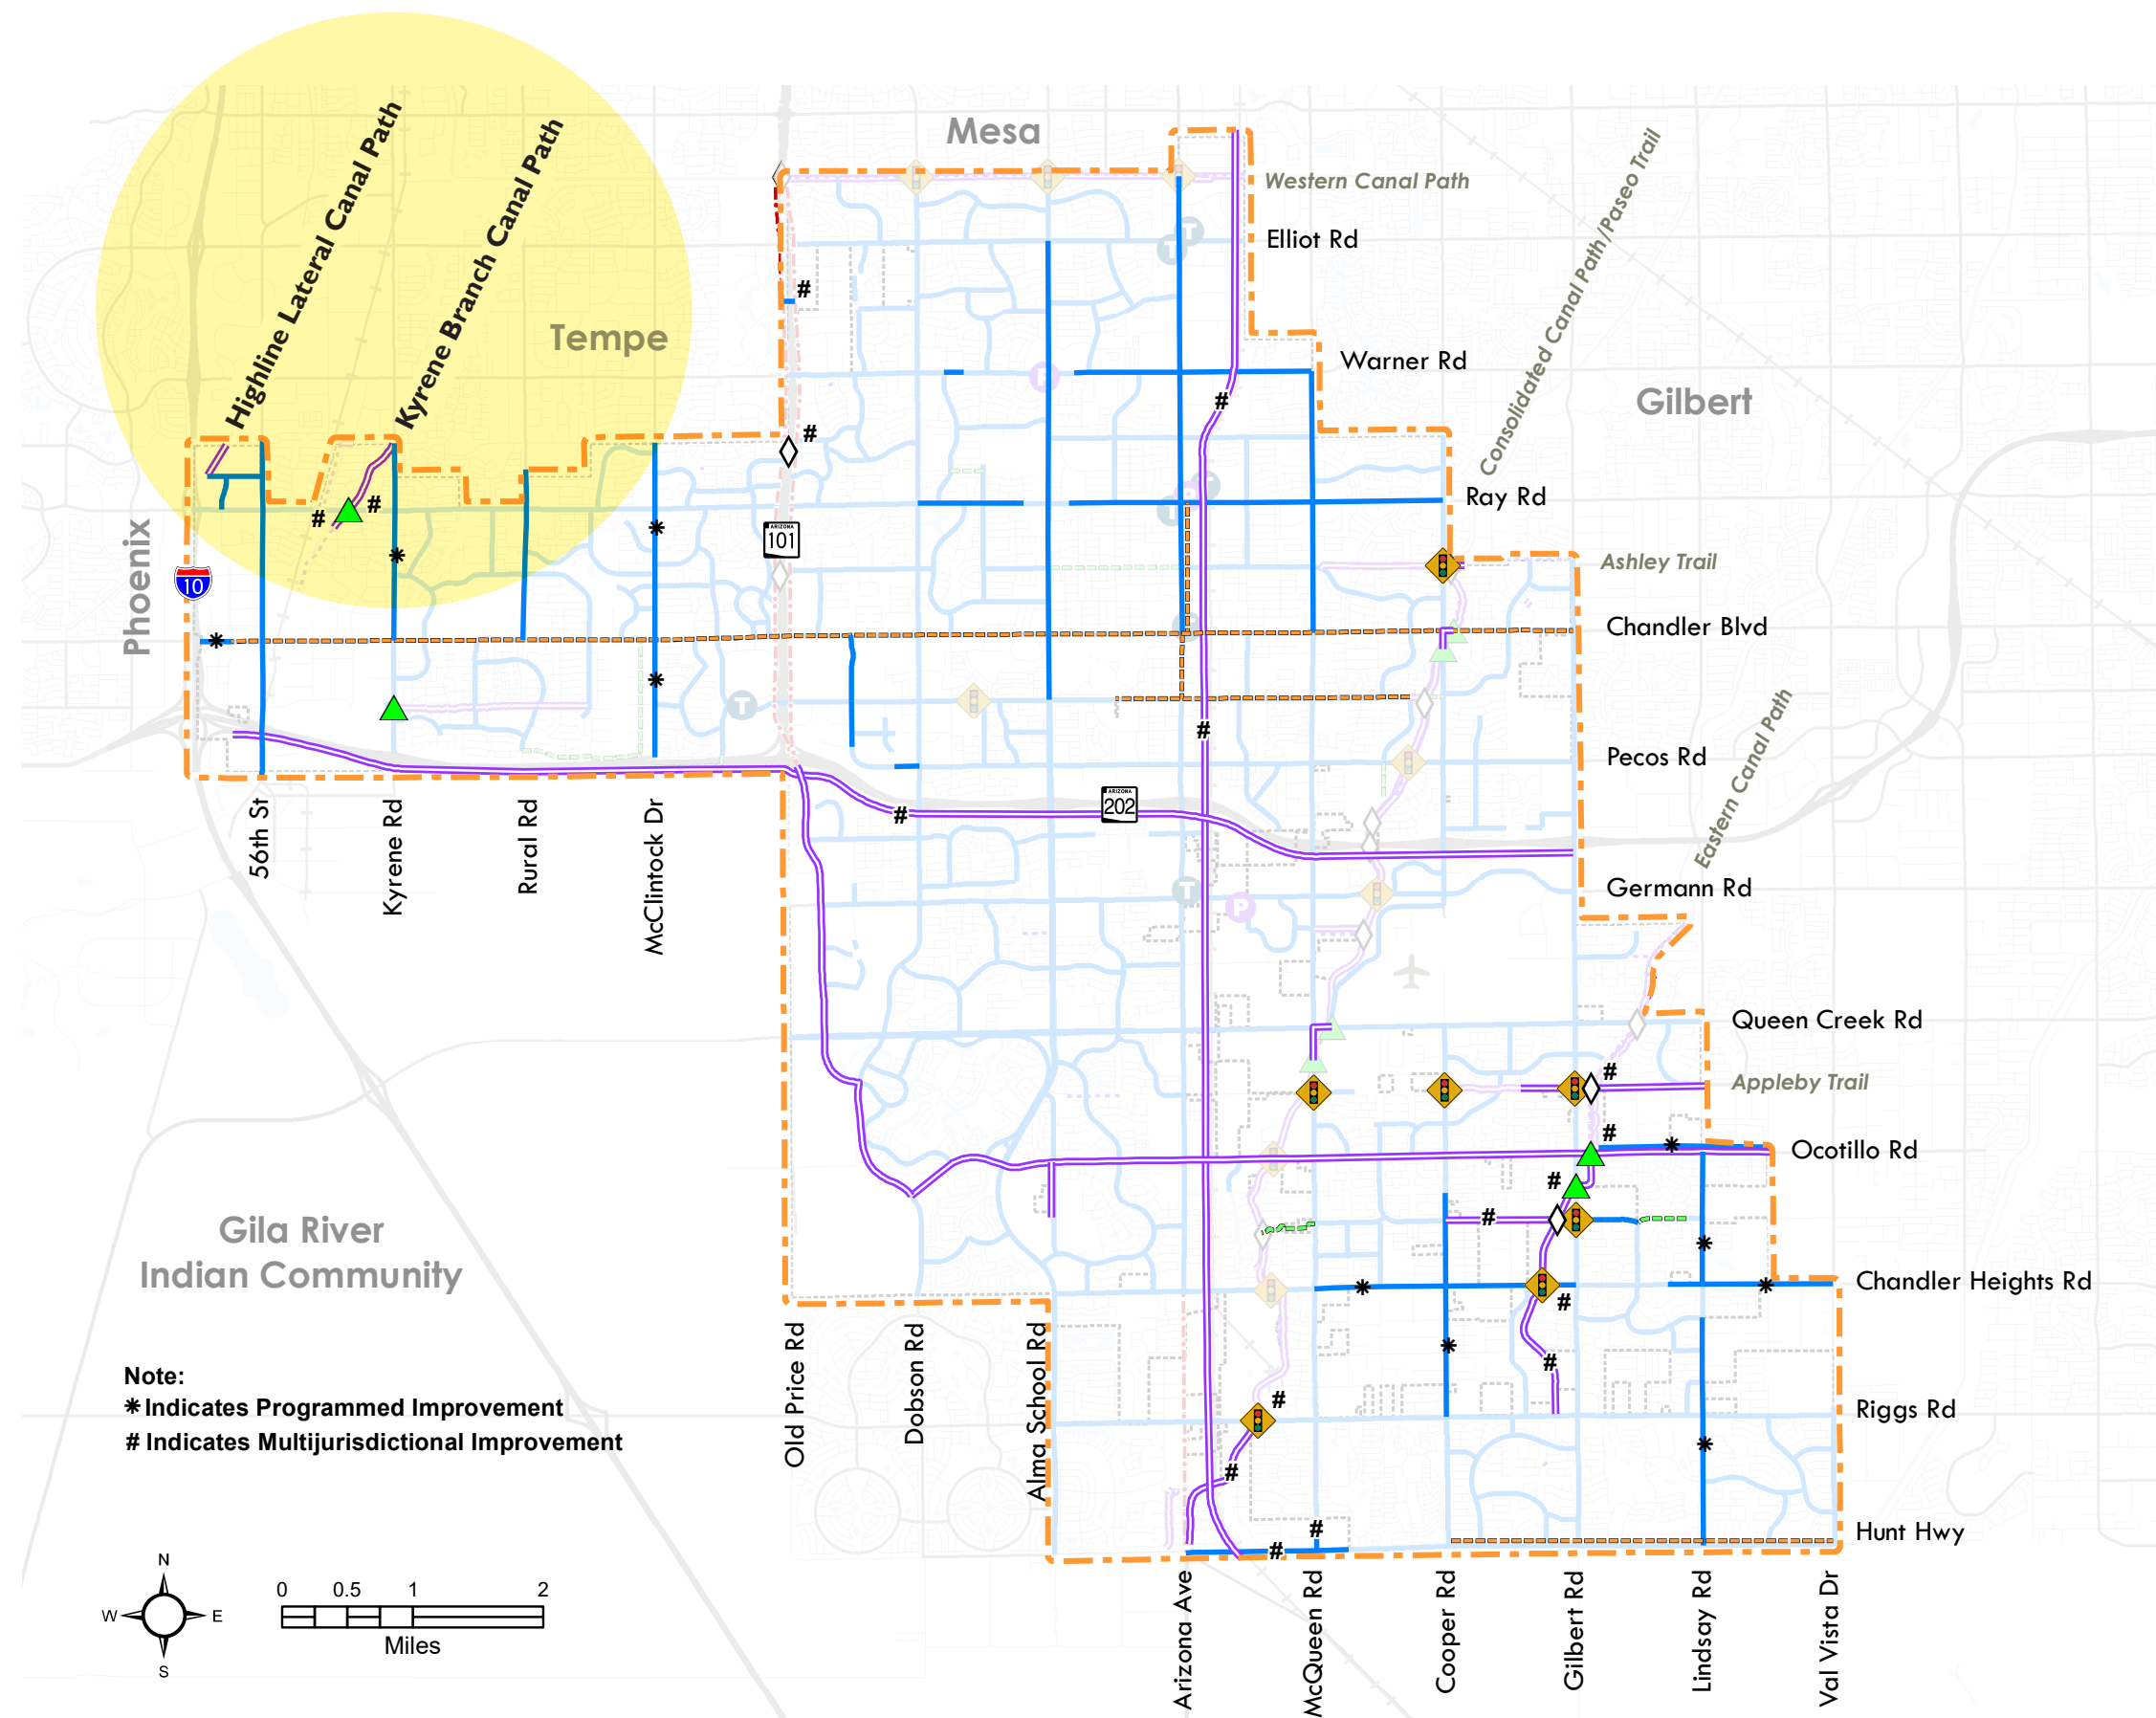 Mesa
Western Canal Path
Elliot Rd
Highline Lateral Canal Path
Kyrene Branch Canal Path
Tempe
#
Consolidated Canal Path/Paseo Trail
Warner Rd
P
Gilbert
#
#
Ray Rd
T
T
T
T
#
#
*
*
ARIZONA
101
Phoenix
10
Ashley Trail
*
T
Chandler Blvd
*
T
#
Pecos Rd
Eastern Canal Path
56th St
Kyrene Rd
Rural Rd
McClintock Dr
#
ARIZONA
202
T
P
Germann Rd
Queen Creek Rd
#
Appleby Trail
#
*
Ocotillo Rd
#
#
*
Gila River
Indian Community
*
#
*
Chandler Heights Rd
Old Price Rd
Dobson Rd
Alma School Rd
*
#
Note:
* Indicates Programmed Improvement
# Indicates Multijurisdictional Improvement
#
Riggs Rd
#
*
#
#
Hunt Hwy
N
W
E
S
0 0.5 1 2
Miles
Arizona Ave
McQueen Rd
Cooper Rd
Gilbert Rd
Lindsay Rd
Val Vista Dr